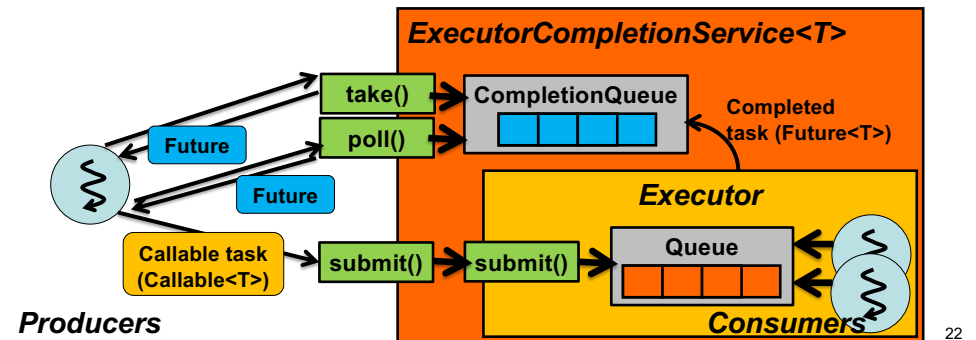 ExecutorCompletionService<T>
take()
CompletionQueue
Completed
task (Future<T>)
Future
poll()
Future
Executor
Callable task
(Callable<T>)
submit()
submit()
Queue
Producers
Consumers
22